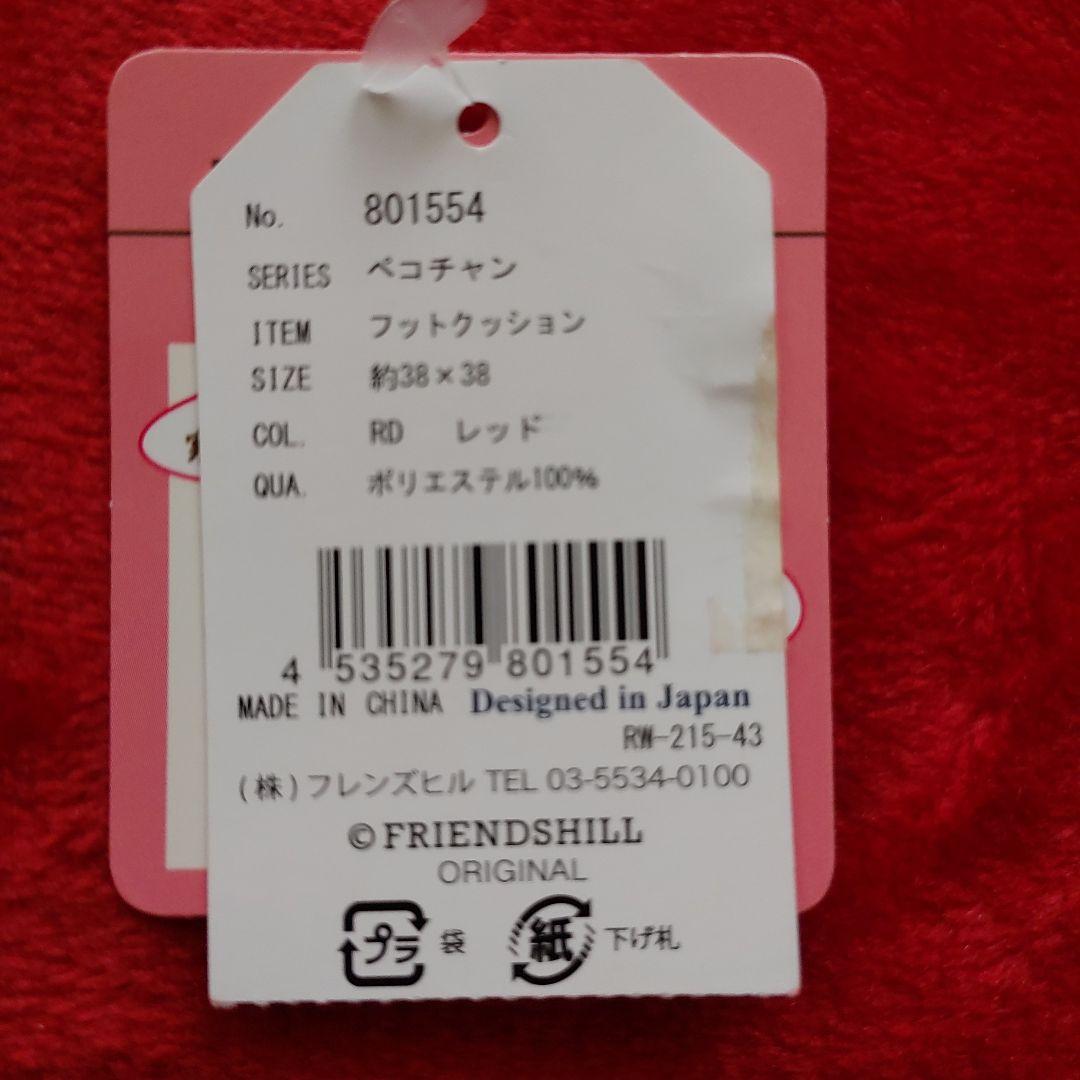 No. 801554
SERIES ペコチャン
ITEM フットクッション
SIZE 約38×38
COL. RD レッド
QUA. ポリエステル100%
4 535279 801554
MADE IN CHINA Designed in Japan
RW-215-43
(株)フレンズヒル TEL 03-5534-0100
©FRIENDSHILL
ORIGINAL
プラ 袋 紙 下げ札